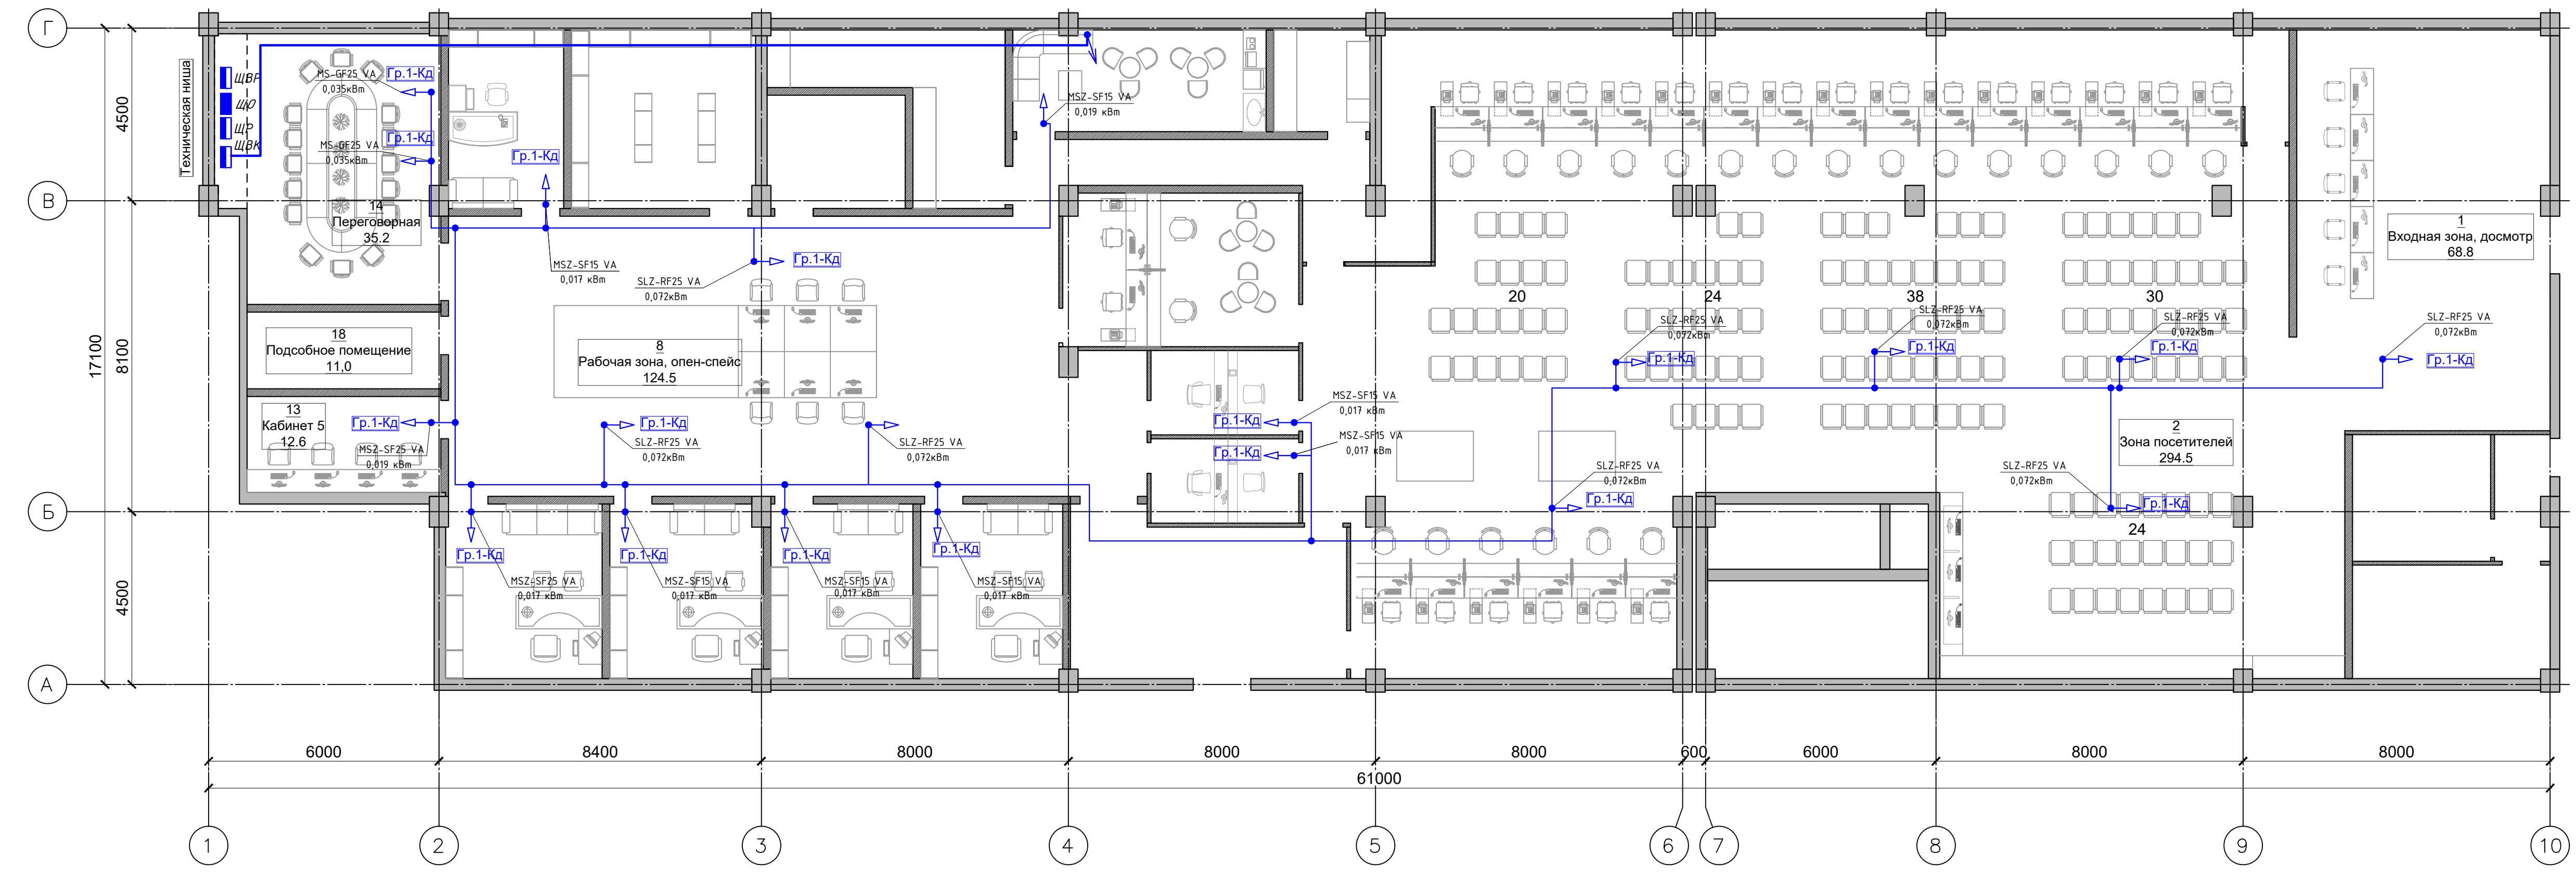 Г
В
Б
А
4500
8100
4500
17100
Техническая ниша
ЩВР
ЩО
ЩР
ЩВК
MS-GF25 VA
0,035кВт
Гр.1-Кд
MS-GF25 VA
0,035кВт
Гр.1-Кд
14
Переговорная
35.2
Гр.1-Кд
MSZ-SF15 VA
0,017 кВт
MSZ-SF15 VA
0,019 кВт
SLZ-RF25 VA
0,072кВт
Гр.1-Кд
18
Подсобное помещение
11,0
13
Кабинет 5
12.6
Гр.1-Кд
MSZ-SF25 VA
0,019 кВт
8
Рабочая зона, опен-спейс
124.5
Гр.1-Кд
SLZ-RF25 VA
0,072кВт
SLZ-RF25 VA
0,072кВт
Гр.1-Кд
MSZ-SF25 VA
0,017 кВт
Гр.1-Кд
MSZ-SF15 VA
0,017 кВт
Гр.1-Кд
MSZ-SF15 VA
0,017 кВт
Гр.1-Кд
MSZ-SF15 VA
0,017 кВт
MSZ-SF15 VA
0,017 кВт
Гр.1-Кд
MSZ-SF15 VA
0,017 кВт
Гр.1-Кд
20
24
38
30
SLZ-RF25 VA
0,072кВт
Гр.1-Кд
SLZ-RF25 VA
0,072кВт
Гр.1-Кд
SLZ-RF25 VA
0,072кВт
Гр.1-Кд
SLZ-RF25 VA
0,072кВт
Гр.1-Кд
1
Входная зона, досмотр
68.8
2
Зона посетителей
294.5
SLZ-RF25 VA
0,072кВт
Гр.1-Кд
SLZ-RF25 VA
0,072кВт
Гр.1-Кд
24
6000
8400
8000
8000
8000
600
6000
8000
8000
61000
1
2
3
4
5
6
7
8
9
10